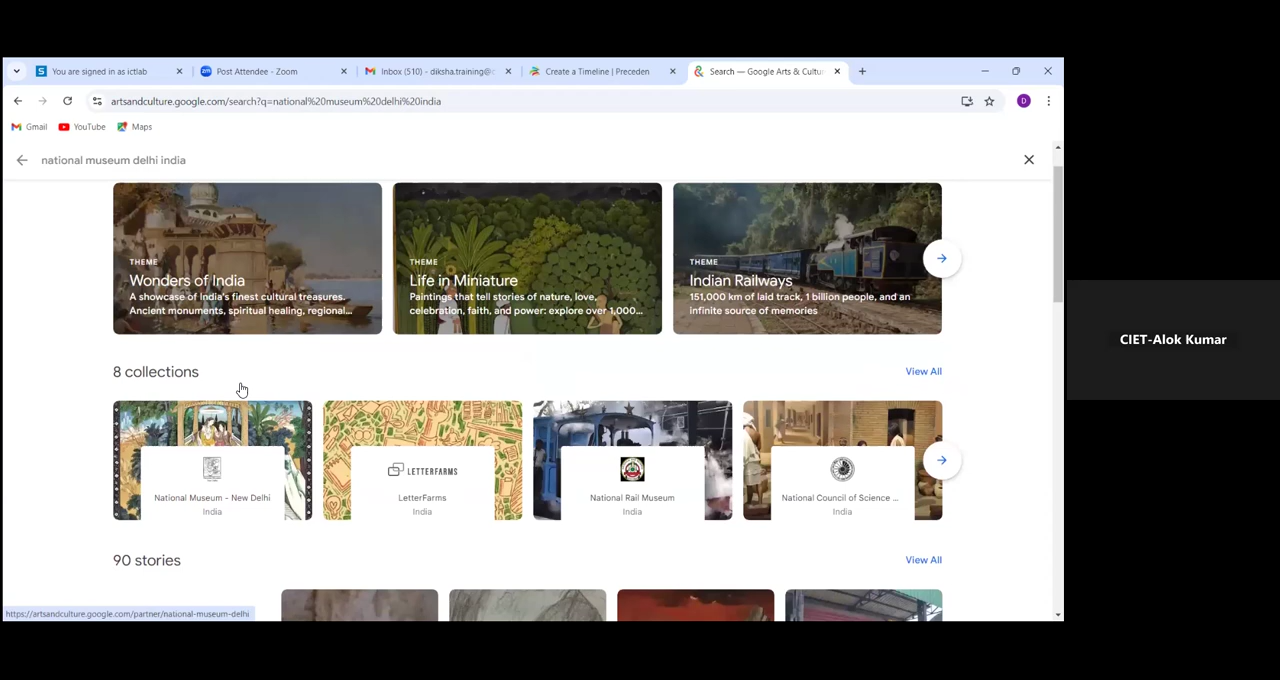 You are signed in as ictlab
Post Attendee - Zoom
Inbox (510) - diksha.training@
Create a Timeline | Preceden
Search — Google Arts & Cultur
artsandculture.google.com/search?q=national%20museum%20delhi%20india
D
Gmail
YouTube
Maps
national museum delhi india
THEME
Wonders of India
A showcase of India's finest cultural treasures.
Ancient monuments, spiritual healing, regional...
THEME
Life in Miniature
Paintings that tell stories of nature, love,
celebration, faith, and power: explore over 1,000...
THEME
Indian Railways
151,000 km of laid track, 1 billion people, and an
infinite source of memories
8 collections
View All
National Museum - New Delhi
India
LETTERFARMS
LetterFarms
India
National Rail Museum
India
National Council of Science ...
India
90 stories
View All
https://artsandculture.google.com/partner/national-museum-delhi
CIET-Alok Kumar